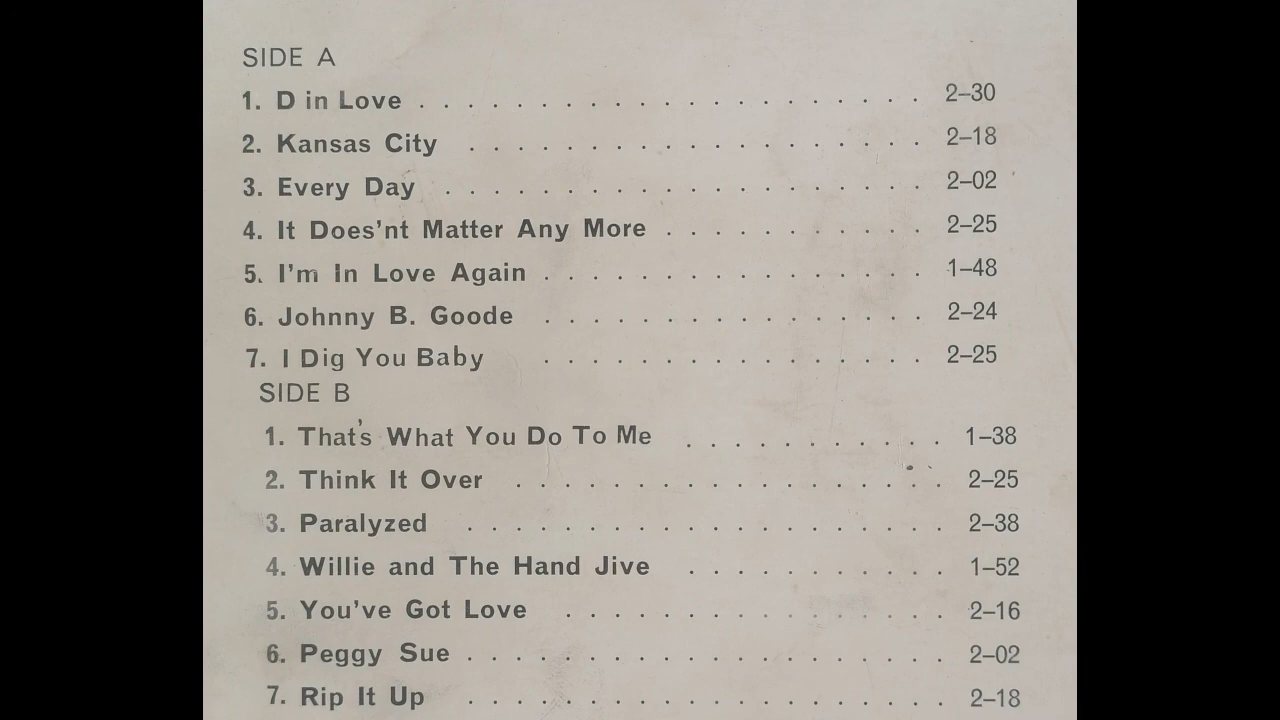 SIDE A
1. D in Love . . . . . . . . . . . . . . . . . . . . . 2–30
2. Kansas City . . . . . . . . . . . . . . . . . . . 2–18
3. Every Day . . . . . . . . . . . . . . . . . . . . 2–02
4. It Does'nt Matter Any More . . . . . . . . . . . 2–25
5. I'm In Love Again . . . . . . . . . . . . . . . . 1–48
6. Johnny B. Goode . . . . . . . . . . . . . . . . 2–24
7. I Dig You Baby . . . . . . . . . . . . . . . . 2–25
SIDE B
1. That's What You Do To Me . . . . . . . . . . . 1–38
2. Think It Over . . . . . . . . . . . . . . . . . . 2–25
3. Paralyzed . . . . . . . . . . . . . . . . . . . . 2–38
4. Willie and The Hand Jive . . . . . . . . . . . 1–52
5. You've Got Love . . . . . . . . . . . . . . . . 2–16
6. Peggy Sue . . . . . . . . . . . . . . . . . . . . 2–02
7. Rip It Up . . . . . . . . . . . . . . . . . . . . 2–18